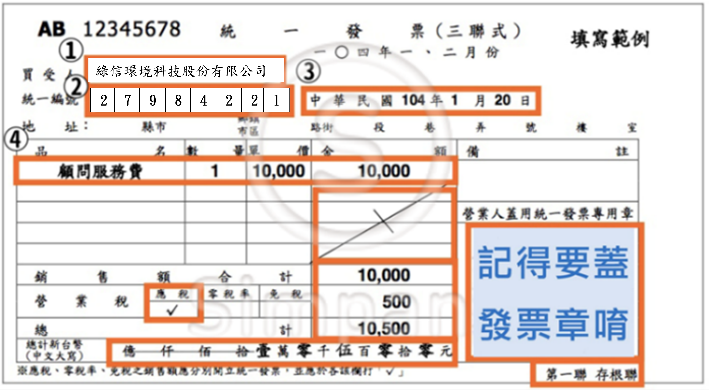 AB 12345678 統一發票(三聯式) 填寫範例
一〇四年一、二月份
① 買受人 綠信環境科技股份有限公司
② 統一編號 2 7 9 8 4 2 2 1 ③ 中華民國 104 年 1 月 20 日
地址: 縣市 鄉鎮市區 路街 段 巷 弄 號 樓 室
④
品名 數量 單價 金額 備註
顧問服務費 1 10,000 10,000
營業人蓋用統一發票專用章
銷售額合計 10,000
營業稅 應稅 零稅率 免稅 500
✓
總計 10,500
記得要蓋
發票章唷
總計新台幣
(中文大寫) 億仟佰拾壹萬零千伍百零拾零元
※應稅、零稅率、免稅之銷售額應分別開立統一發票,並應於各該欄打「✓」
第一聯 存根聯
S
Simpan